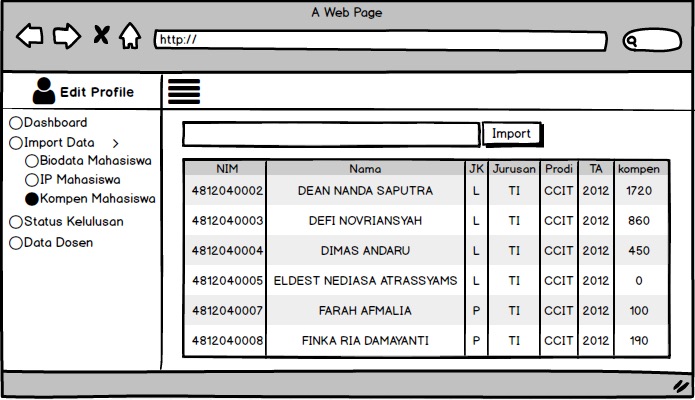 A Web Page
http://
Edit Profile
Dashboard
Import Data
Biodata Mahasiswa
IP Mahasiswa
Kompen Mahasiswa
Status Kelulusan
Data Dosen
Import
NIM Nama JK Jurusan Prodi TA kompen
4812040002 DEAN NANDA SAPUTRA L TI CCIT 2012 1720
4812040003 DEFI NOVRIANSYAH L TI CCIT 2012 860
4812040004 DIMAS ANDARU L TI CCIT 2012 450
4812040005 ELDEST NEDIASA ATRASSYAMS L TI CCIT 2012 0
4812040007 FARAH AFMALIA P TI CCIT 2012 100
4812040008 FINKA RIA DAMAYANTI P TI CCIT 2012 190